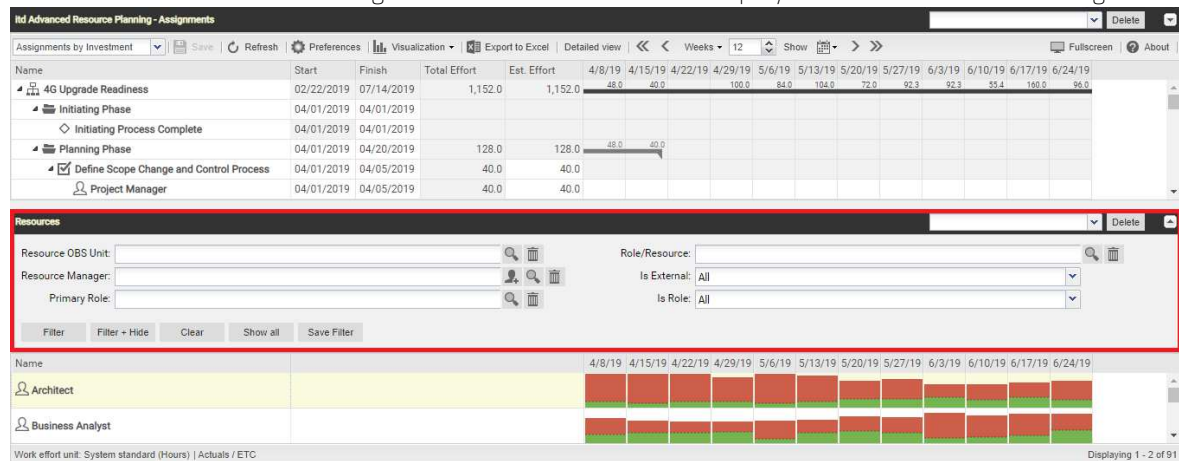 itd Advanced Resource Planning - Assignments Delete
Assignments by Investment Save Refresh Preferences Visualization Export to Excel Detailed view Weeks 12 Show Fullscreen About
Name Start Finish Total Effort Est. Effort 4/8/19 4/15/19 4/22/19 4/29/19 5/6/19 5/13/19 5/20/19 5/27/19 6/3/19 6/10/19 6/17/19 6/24/19
4G Upgrade Readiness 02/22/2019 07/14/2019 1,152.0 1,152.0 48.0 40.0 100.0 84.0 104.0 72.0 92.3 92.3 55.4 160.0 96.0
Initiating Phase 04/01/2019 04/01/2019
Initiating Process Complete 04/01/2019 04/01/2019
Planning Phase 04/01/2019 04/20/2019 128.0 128.0 48.0 40.0
Define Scope Change and Control Process 04/01/2019 04/05/2019 40.0 40.0
Project Manager 04/01/2019 04/05/2019 40.0 40.0
Resources Delete
Resource OBS Unit: Role/Resource:
Resource Manager: Is External: All
Primary Role: Is Role: All
Filter Filter + Hide Clear Show all Save Filter
Name 4/8/19 4/15/19 4/22/19 4/29/19 5/6/19 5/13/19 5/20/19 5/27/19 6/3/19 6/10/19 6/17/19 6/24/19
Architect
Business Analyst
Work effort unit: System standard (Hours) | Actuals / ETC Displaying 1 - 2 of 91